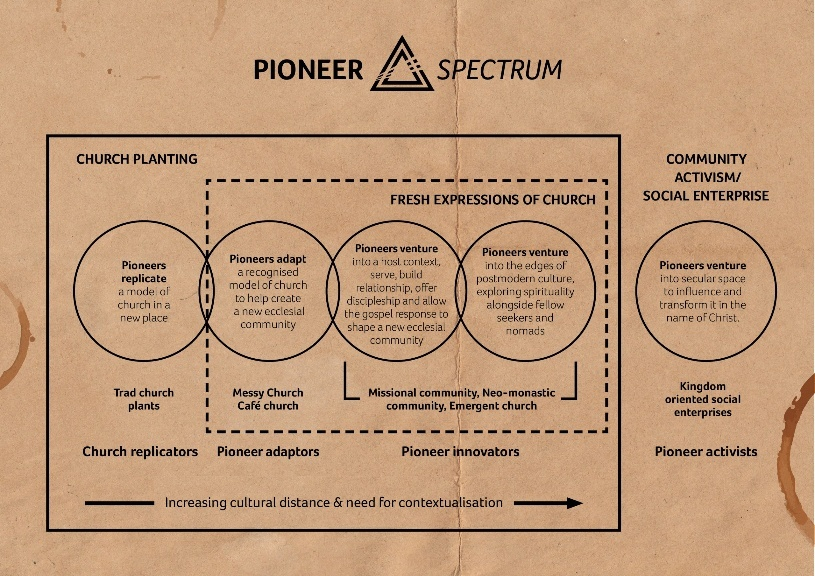 PIONEER SPECTRUM
CHURCH PLANTING
FRESH EXPRESSIONS OF CHURCH
COMMUNITY
ACTIVISM/
SOCIAL ENTERPRISE
Pioneers
replicate
a model of
church in a
new place
Pioneers adapt
a recognised
model of church
to help create
a new ecclesial
community
Pioneers venture
into a host context,
serve, build
relationship, offer
discipleship and allow
the gospel response to
shape a new ecclesial
community
Pioneers venture
into the edges of
postmodern culture,
exploring spirituality
alongside fellow
seekers and
nomads
Pioneers venture
into secular space
to influence and
transform it in the
name of Christ.
Trad church
plants
Messy Church
Café church
Missional community, Neo-monastic
community, Emergent church
Kingdom
oriented social
enterprises
Church replicators
Pioneer adaptors
Pioneer innovators
Pioneer activists
Increasing cultural distance & need for contextualisation